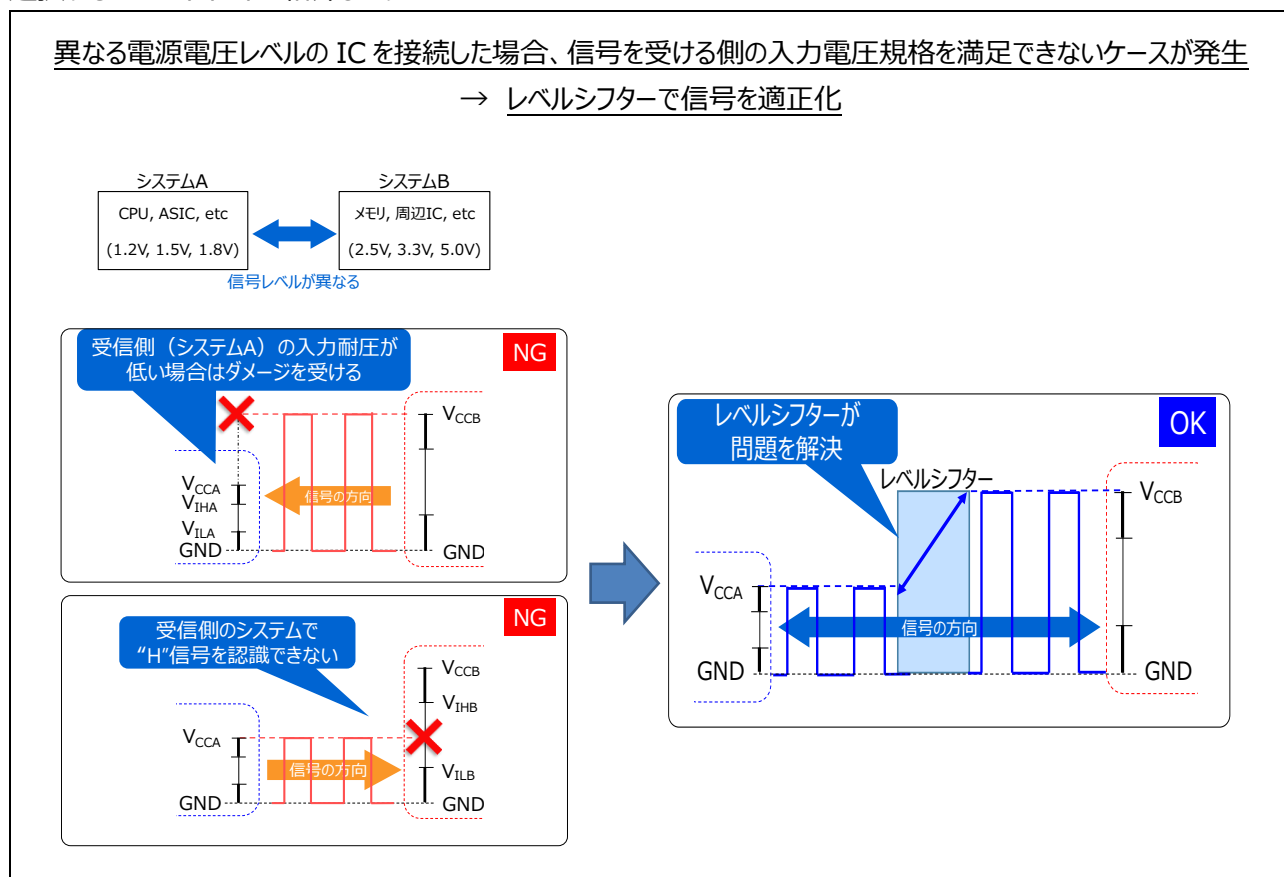 異なる電源電圧レベルの IC を接続した場合、信号を受ける側の入力電圧規格を満足できないケースが発生
→ レベルシフターで信号を適正化
システムA
CPU, ASIC, etc
(1.2V, 1.5V, 1.8V)
システムB
メモリ, 周辺IC, etc
(2.5V, 3.3V, 5.0V)
信号レベルが異なる
受信側（システムA）の入力耐圧が
低い場合はダメージを受ける
NG
VCCB
VCCA
VIHA
信号の方向
VILA
GND
GND
受信側のシステムで
“H”信号を認識できない
NG
VCCB
VIHB
VCCA
信号の方向
VILB
GND
GND
レベルシフターが
問題を解決
OK
レベルシフター
VCCB
VCCA
信号の方向
GND
GND